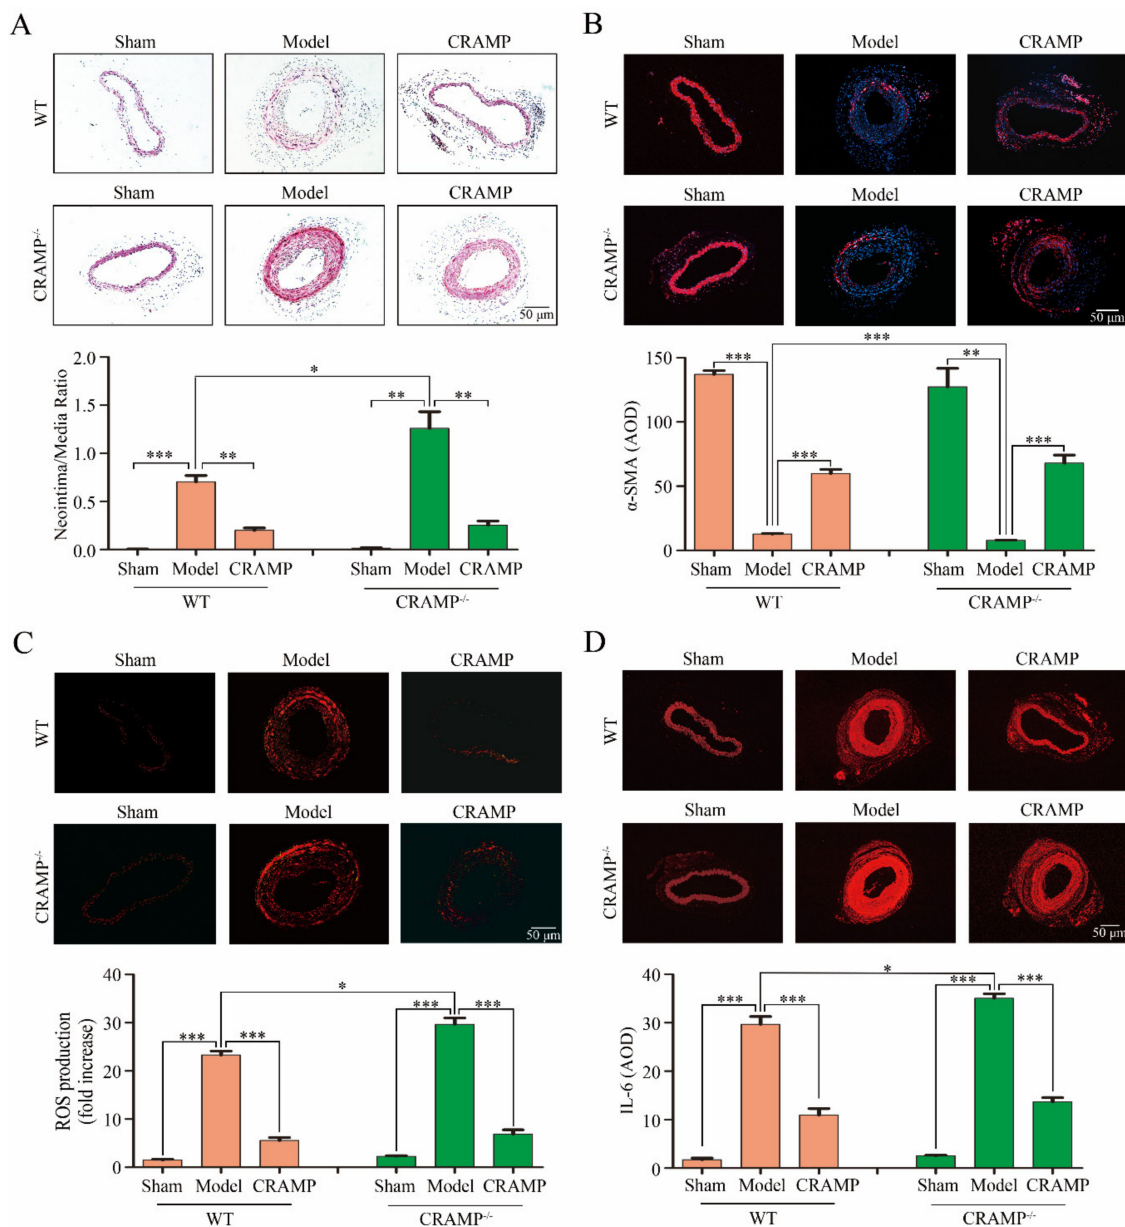 A
Sham Model CRAMP
WT
Sham Model CRAMP
CRAMP-/-
50 μm
Neointima/Media Ratio
2.0
1.5
1.0
0.5
0.0
*
** **
*** **
Sham Model CRAMP Sham Model CRAMP
WT CRAMP-/-
B
Sham Model CRAMP
WT
Sham Model CRAMP
CRAMP-/-
50 μm
α-SMA (AOD)
150
100
50
0
*** *** **
*** ***
Sham Model CRAMP Sham Model CRAMP
WT CRAMP-/-
C
Sham Model CRAMP
WT
Sham Model CRAMP
CRAMP-/-
50 μm
ROS production
(fold increase)
40
30
20
10
0
*
*** ***
*** ***
Sham Model CRAMP Sham Model CRAMP
WT CRAMP-/-
D
Sham Model CRAMP
WT
Sham Model CRAMP
CRAMP-/-
50 μm
IL-6 (AOD)
40
30
20
10
0
*
*** ***
*** ***
Sham Model CRAMP Sham Model CRAMP
WT CRAMP-/-